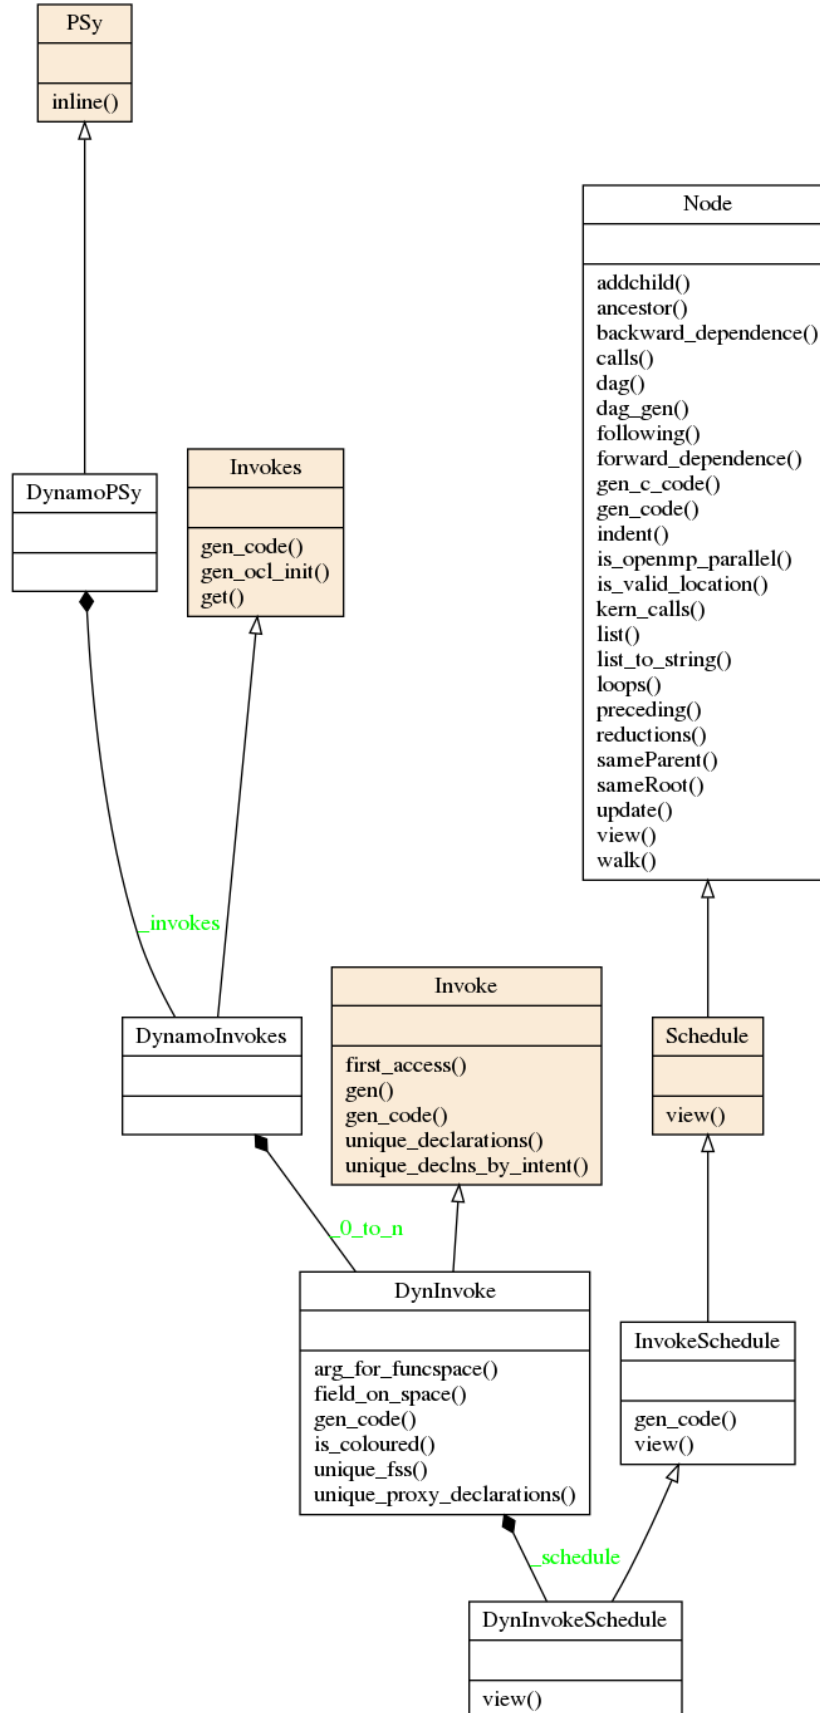 PSy
inline()
Node
addchild()
ancestor()
backward_dependence()
calls()
dag()
dag_gen()
following()
forward_dependence()
gen_c_code()
gen_code()
indent()
is_openmp_parallel()
is_valid_location()
kern_calls()
list()
list_to_string()
loops()
preceding()
reductions()
sameParent()
sameRoot()
update()
view()
walk()
DynamoPSy
Invokes
gen_code()
gen_ocl_init()
get()
_invokes
DynamoInvokes
Invoke
first_access()
gen()
gen_code()
unique_declarations()
unique_declns_by_intent()
Schedule
view()
_0_to_n
DynInvoke
arg_for_funcspace()
field_on_space()
gen_code()
is_coloured()
unique_fss()
unique_proxy_declarations()
InvokeSchedule
gen_code()
view()
_schedule
DynInvokeSchedule
view()